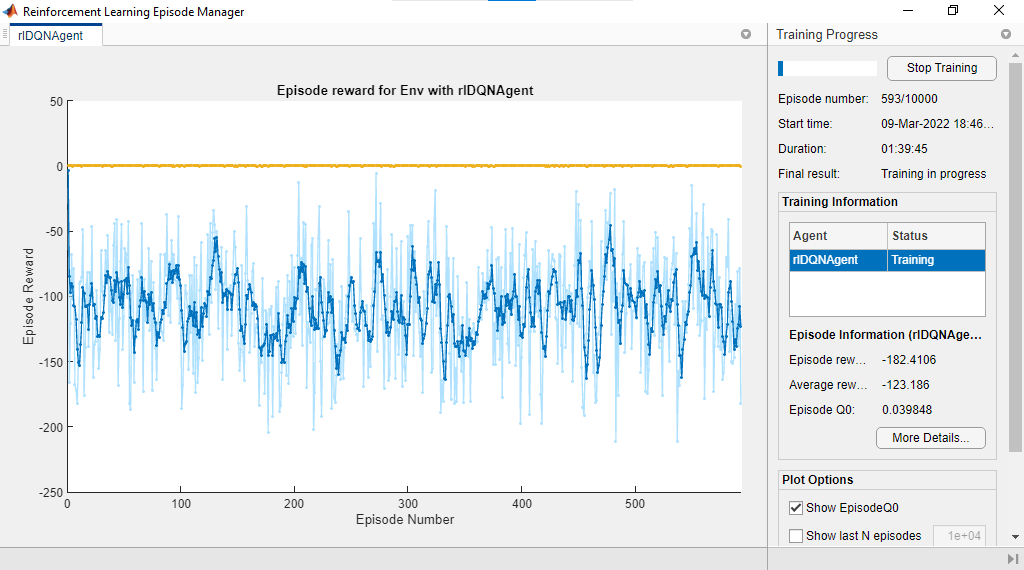 Reinforcement Learning Episode Manager
rlDQNAgent
Episode reward for Env with rlDQNAgent
50
0
-50
-100
-150
-200
-250
Episode Reward
0
100
200
300
400
500
Episode Number
Training Progress
Stop Training
Episode number: 593/10000
Start time: 09-Mar-2022 18:46...
Duration: 01:39:45
Final result: Training in progress
Training Information
Agent Status
rlDQNAgent Training
Episode Information (rlDQNAge...
Episode rew... -182.4106
Average rew... -123.186
Episode Q0: 0.039848
More Details...
Plot Options
Show EpisodeQ0
Show last N episodes 1e+04